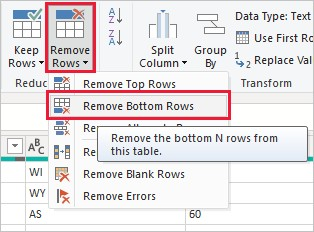 Keep Rows
Remove Rows
Split Column
Group By
Data Type: Text
Use First Ro
Replace Val
Reduc
Transform
Remove Top Rows
Remove Bottom Rows
Remove the bottom N rows from
this table.
Remove Blank Rows
Remove Errors
WI
WY
AS
60